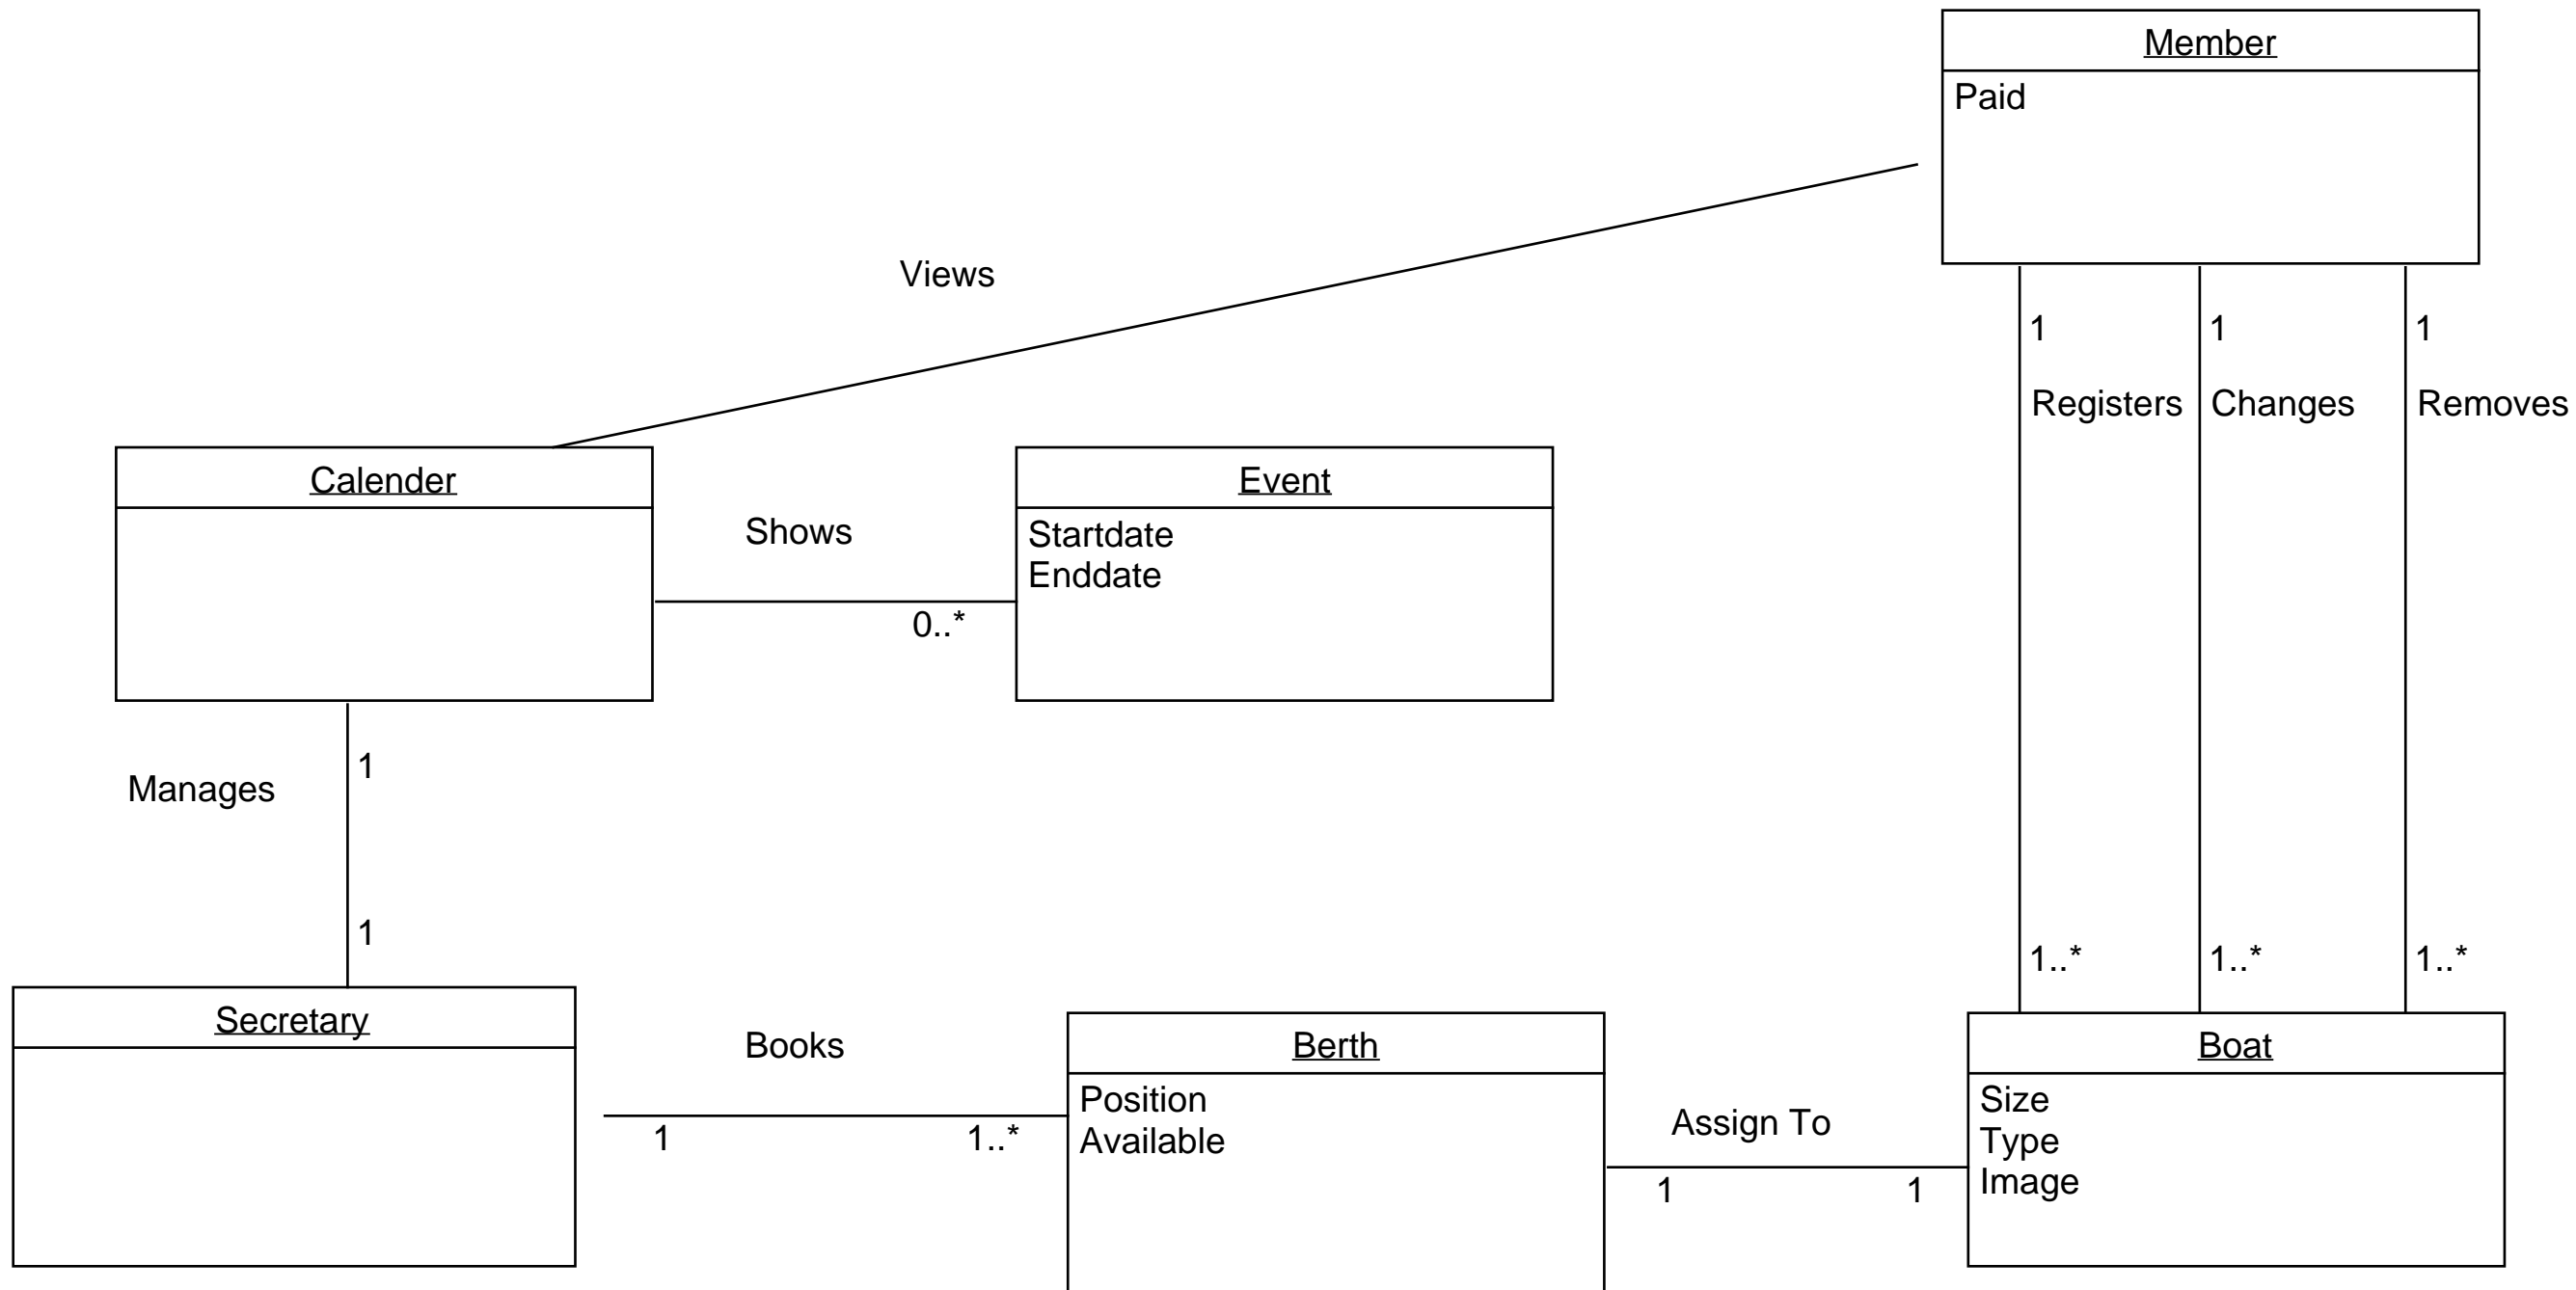 Member
Paid
Views
1
1
1
Registers
Changes
Removes
Calender
Event
Shows
Startdate
Enddate
0..*
Manages
1
1
1..*
1..*
1..*
Secretary
Books
Berth
Boat
Position
Available
Assign To
Size
Type
Image
1
1..*
1
1